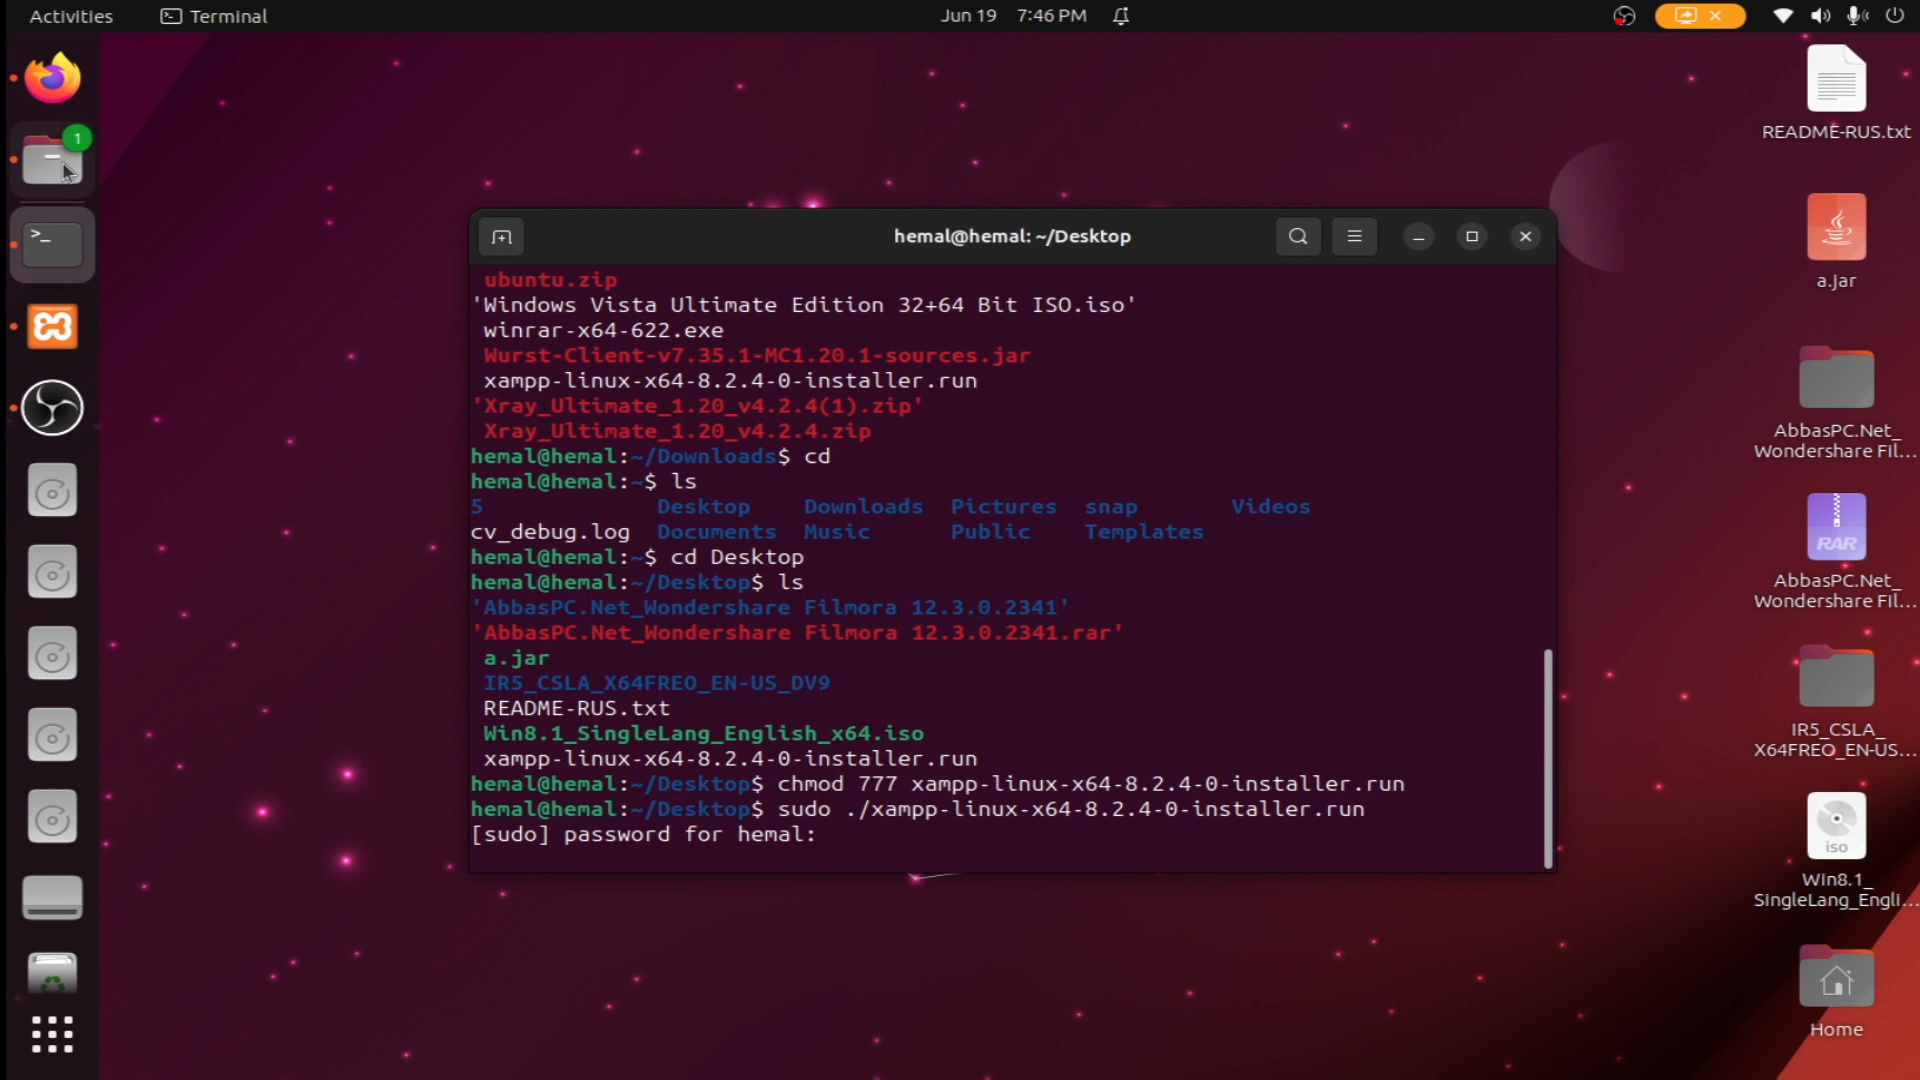 Activities Terminal Jun 19 7:46 PM
1
hemal@hemal: ~/Desktop
ubuntu.zip
'Windows Vista Ultimate Edition 32+64 Bit ISO.iso'
winrar-x64-622.exe
Wurst-Client-v7.35.1-MC1.20.1-sources.jar
xampp-linux-x64-8.2.4-0-installer.run
'Xray_Ultimate_1.20_v4.2.4(1).zip'
Xray_Ultimate_1.20_v4.2.4.zip
hemal@hemal:~/Downloads$ cd
hemal@hemal:~$ ls
5 Desktop Downloads Pictures snap Videos
cv_debug.log Documents Music Public Templates
hemal@hemal:~$ cd Desktop
hemal@hemal:~/Desktop$ ls
'AbbasPC.Net_Wondershare Filmora 12.3.0.2341'
'AbbasPC.Net_Wondershare Filmora 12.3.0.2341.rar'
a.jar
IR5_CSLA_X64FREO_EN-US_DV9
README-RUS.txt
Win8.1_SingleLang_English_x64.iso
xampp-linux-x64-8.2.4-0-installer.run
hemal@hemal:~/Desktop$ chmod 777 xampp-linux-x64-8.2.4-0-installer.run
hemal@hemal:~/Desktop$ sudo ./xampp-linux-x64-8.2.4-0-installer.run
[sudo] password for hemal:
README-RUS.txt
a.jar
AbbasPC.Net_
Wondershare Fil...
RAR
AbbasPC.Net_
Wondershare Fil...
IR5_CSLA_
X64FREO_EN-US...
iso
Win8.1_
SingleLang_Engli...
Home